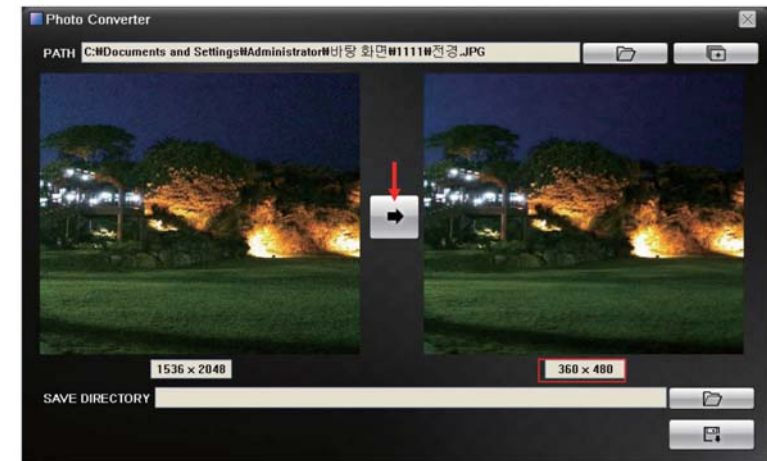 Photo Converter
PATH C:₩Documents and Settings₩Administrator₩바탕 화면₩1111₩전경.JPG
1536 x 2048
360 x 480
SAVE DIRECTORY